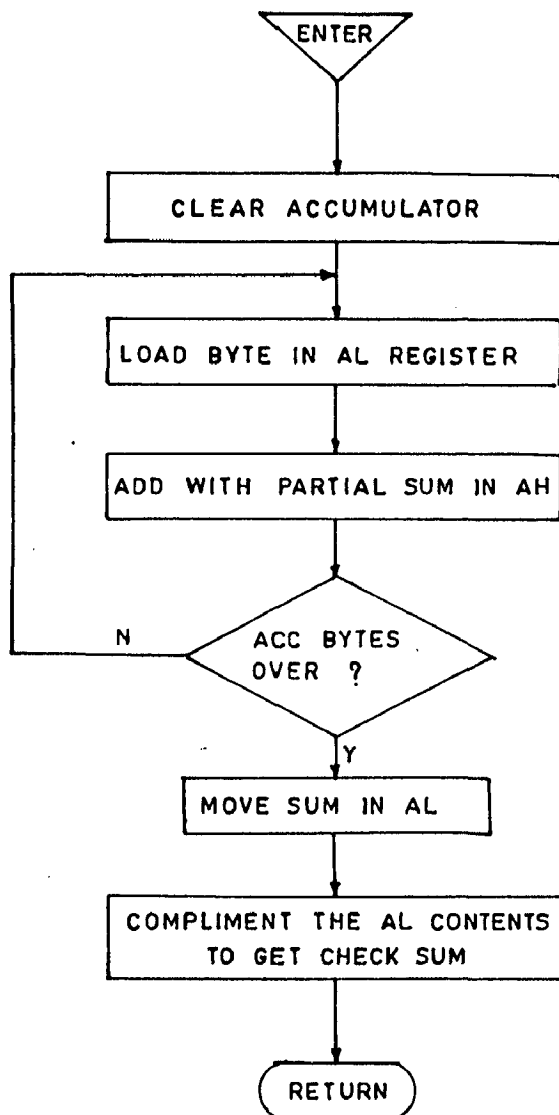 ENTER
CLEAR ACCUMULATOR
LOAD BYTE IN AL REGISTER
ADD WITH PARTIAL SUM IN AH
ACC BYTES
OVER ?
N
Y
MOVE SUM IN AL
COMPLIMENT THE AL CONTENTS
TO GET CHECK SUM
RETURN